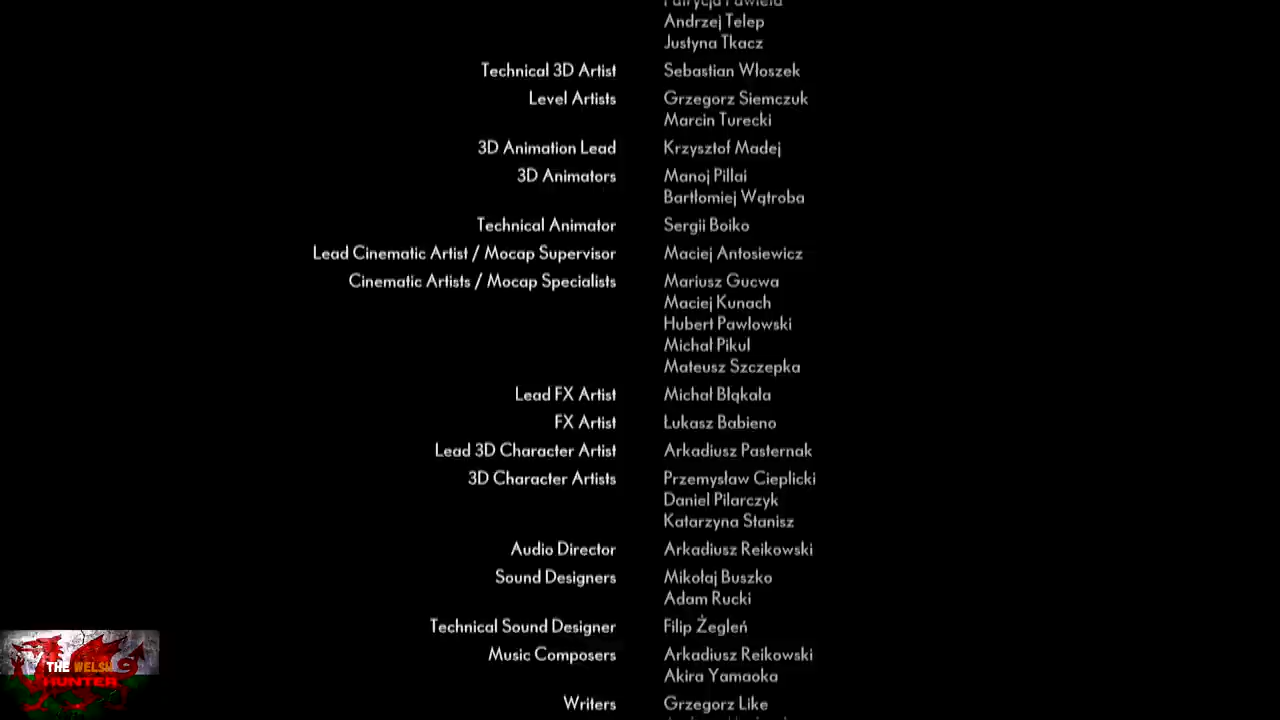 Andrzej Telep
Justyna Tkacz
Technical 3D Artist Sebastian Włoszek
Level Artists Grzegorz Siemczuk
Marcin Turecki
3D Animation Lead Krzysztof Madej
3D Animators Manoj Pillai
Bartłomiej Wątroba
Technical Animator Sergii Boiko
Lead Cinematic Artist / Mocap Supervisor Maciej Antosiewicz
Cinematic Artists / Mocap Specialists Mariusz Gucwa
Maciej Kunach
Hubert Pawłowski
Michał Pikul
Mateusz Szczepka
Lead FX Artist Michał Błąkała
FX Artist Łukasz Babieno
Lead 3D Character Artist Arkadiusz Pasternak
3D Character Artists Przemysław Cieplicki
Daniel Pilarczyk
Katarzyna Stanisz
Audio Director Arkadiusz Reikowski
Sound Designers Mikołaj Buszko
Adam Rucki
Technical Sound Designer Filip Żegleń
Music Composers Arkadiusz Reikowski
Akira Yamaoka
Writers Grzegorz Like
THE WELSH
HUNTER